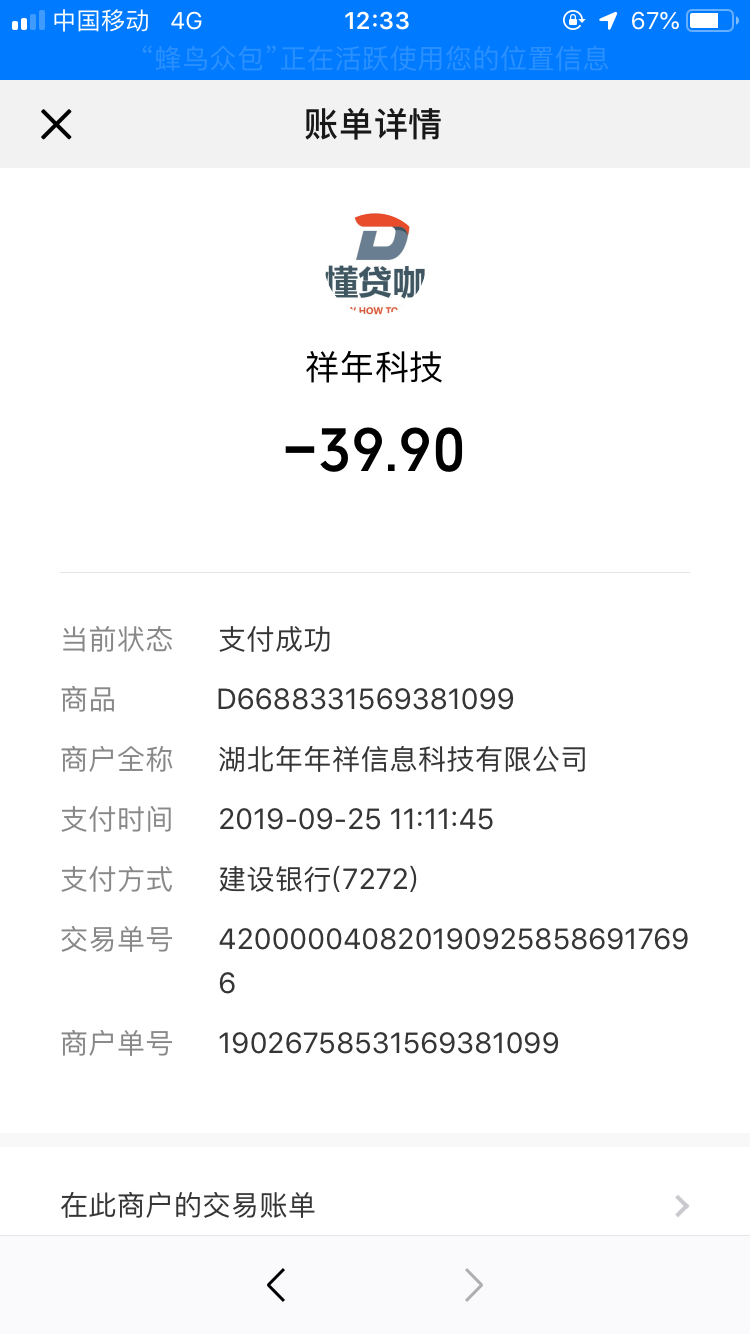 中国移动 4G 12:33 67%
“蜂鸟众包”正在活跃使用您的位置信息
账单详情
D
懂贷咖
HOW TO
祥年科技
-39.90
当前状态 支付成功
商品 D6688331569381099
商户全称 湖北年年祥信息科技有限公司
支付时间 2019-09-25 11:11:45
支付方式 建设银行(7272)
交易单号 420000040820190925858691769
6
商户单号 19026758531569381099
在此商户的交易账单